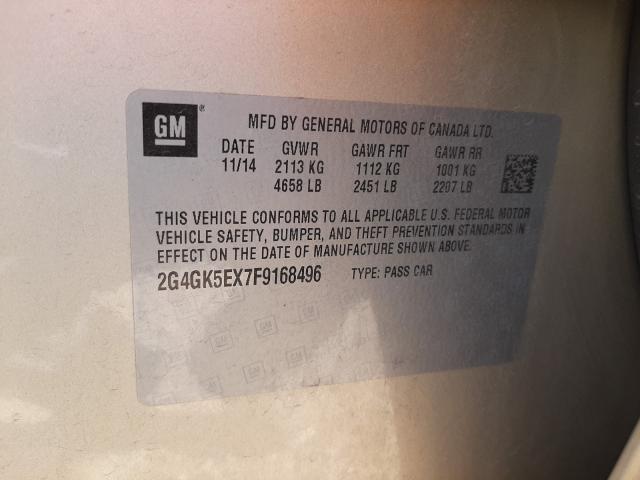 GM ® MFD BY GENERAL MOTORS OF CANADA LTD.
DATE GVWR GAWR FRT GAWR RR
11/14 2113 KG 1112 KG 1001 KG
4658 LB 2451 LB 2207 LB
THIS VEHICLE CONFORMS TO ALL APPLICABLE U.S. FEDERAL MOTOR
VEHICLE SAFETY, BUMPER, AND THEFT PREVENTION STANDARDS IN
EFFECT ON THE DATE OF MANUFACTURE SHOWN ABOVE.
2G4GK5EX7F9168496 TYPE: PASS CAR